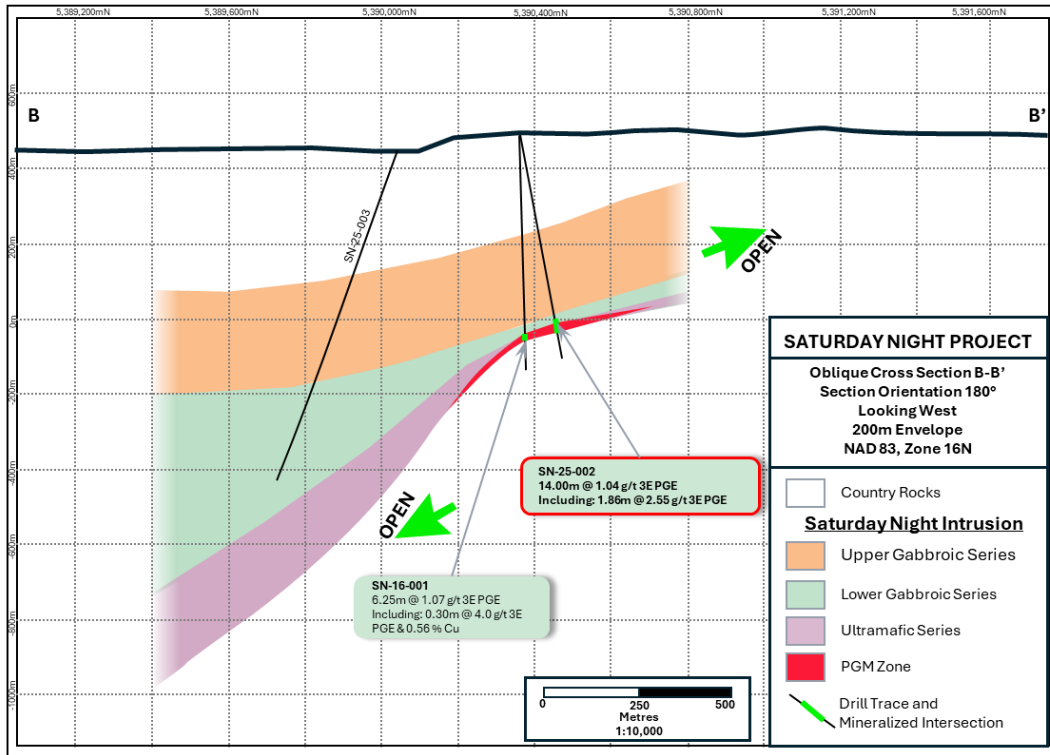 5,389,200mN
5,389,600mN
5,390,000mN
5,390,400mN
5,390,800mN
5,391,200mN
5,391,600mN
600m
400m
200m
0m
-200m
-400m
-600m
-800m
-1000m
B
B'
SN-25-003
OPEN
OPEN
SN-25-002
14.00m @ 1.04 g/t 3E PGE
Including: 1.86m @ 2.55 g/t 3E PGE
SN-16-001
6.25m @ 1.07 g/t 3E PGE
Including: 0.30m @ 4.0 g/t 3E
PGE & 0.56 % Cu
0
250
500
Metres
1:10,000
SATURDAY NIGHT PROJECT
Oblique Cross Section B-B'
Section Orientation 180°
Looking West
200m Envelope
NAD 83, Zone 16N
Country Rocks
Saturday Night Intrusion
Upper Gabbroic Series
Lower Gabbroic Series
Ultramafic Series
PGM Zone
Drill Trace and
Mineralized Intersection